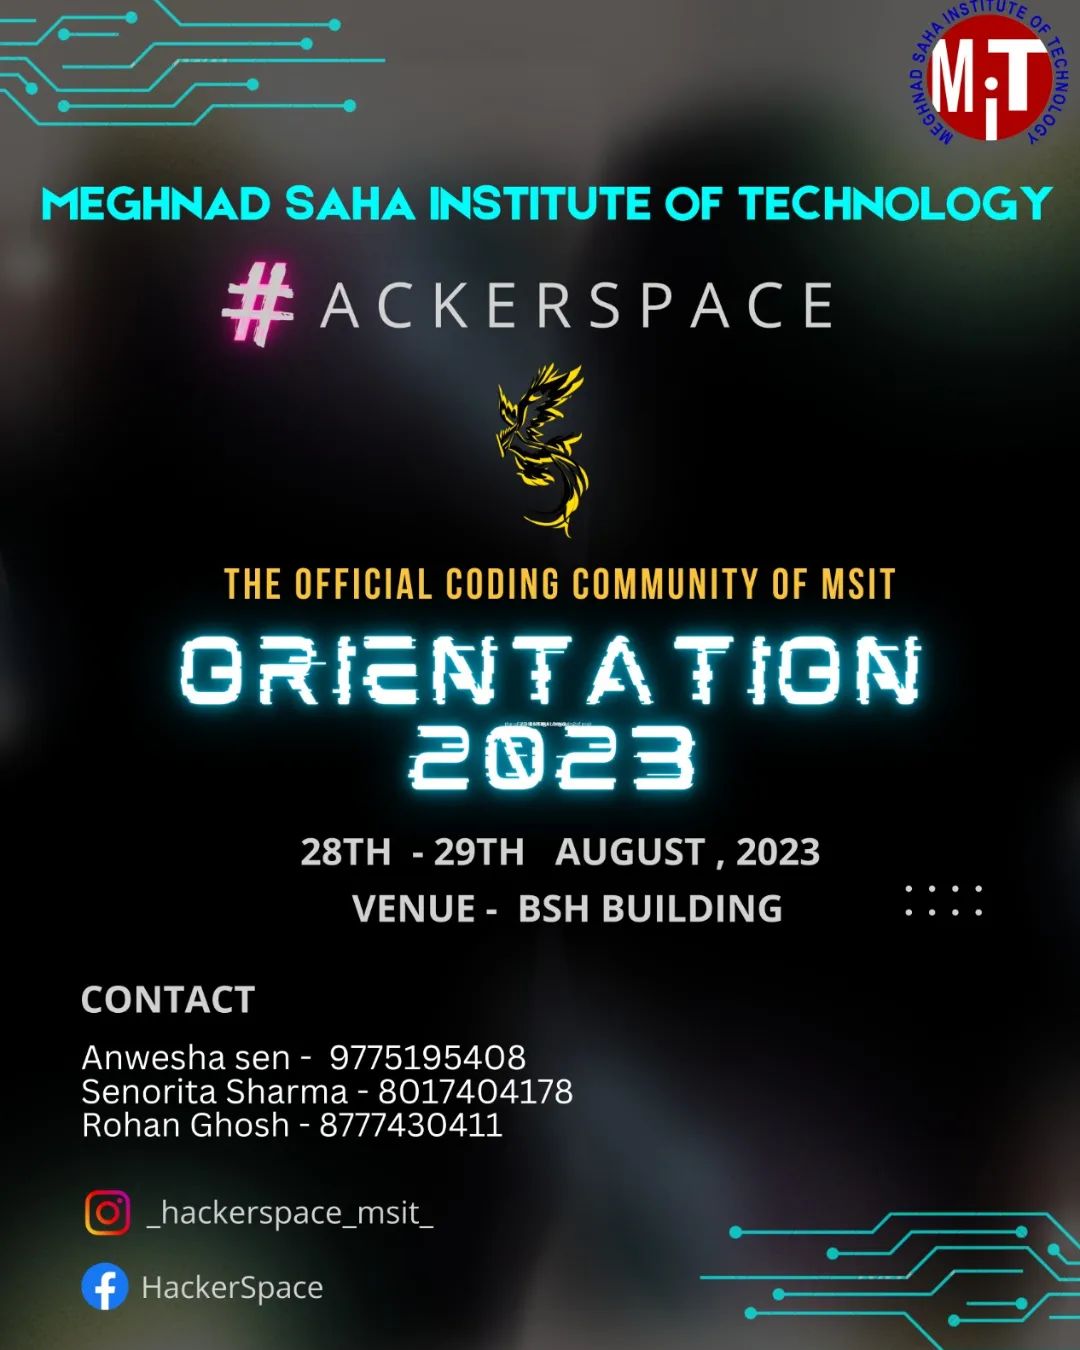 MEGHNAD SAHA INSTITUTE OF TECHNOLOGY
MiT
MEGHNAD SAHA INSTITUTE OF TECHNOLOGY
#ACKERSPACE
THE OFFICIAL CODING COMMUNITY OF MSIT
ORIENTATION
2023
28TH - 29TH AUGUST , 2023
VENUE - BSH BUILDING
CONTACT
Anwesha sen - 9775195408
Senorita Sharma - 8017404178
Rohan Ghosh - 8777430411
_hackerspace_msit_
HackerSpace